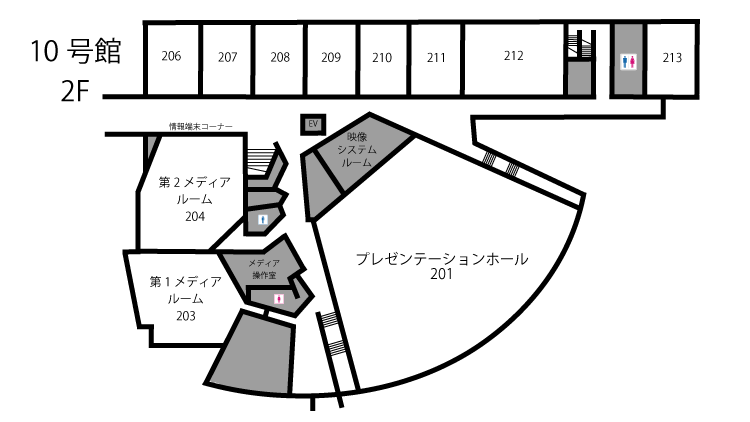 10 号館
2F
206
207
208
209
210
211
212
213
情報端末コーナー
EV
映像
システム
ルーム
第２メディア
ルーム
204
プレゼンテーションホール
201
メディア
操作室
第１メディア
ルーム
203